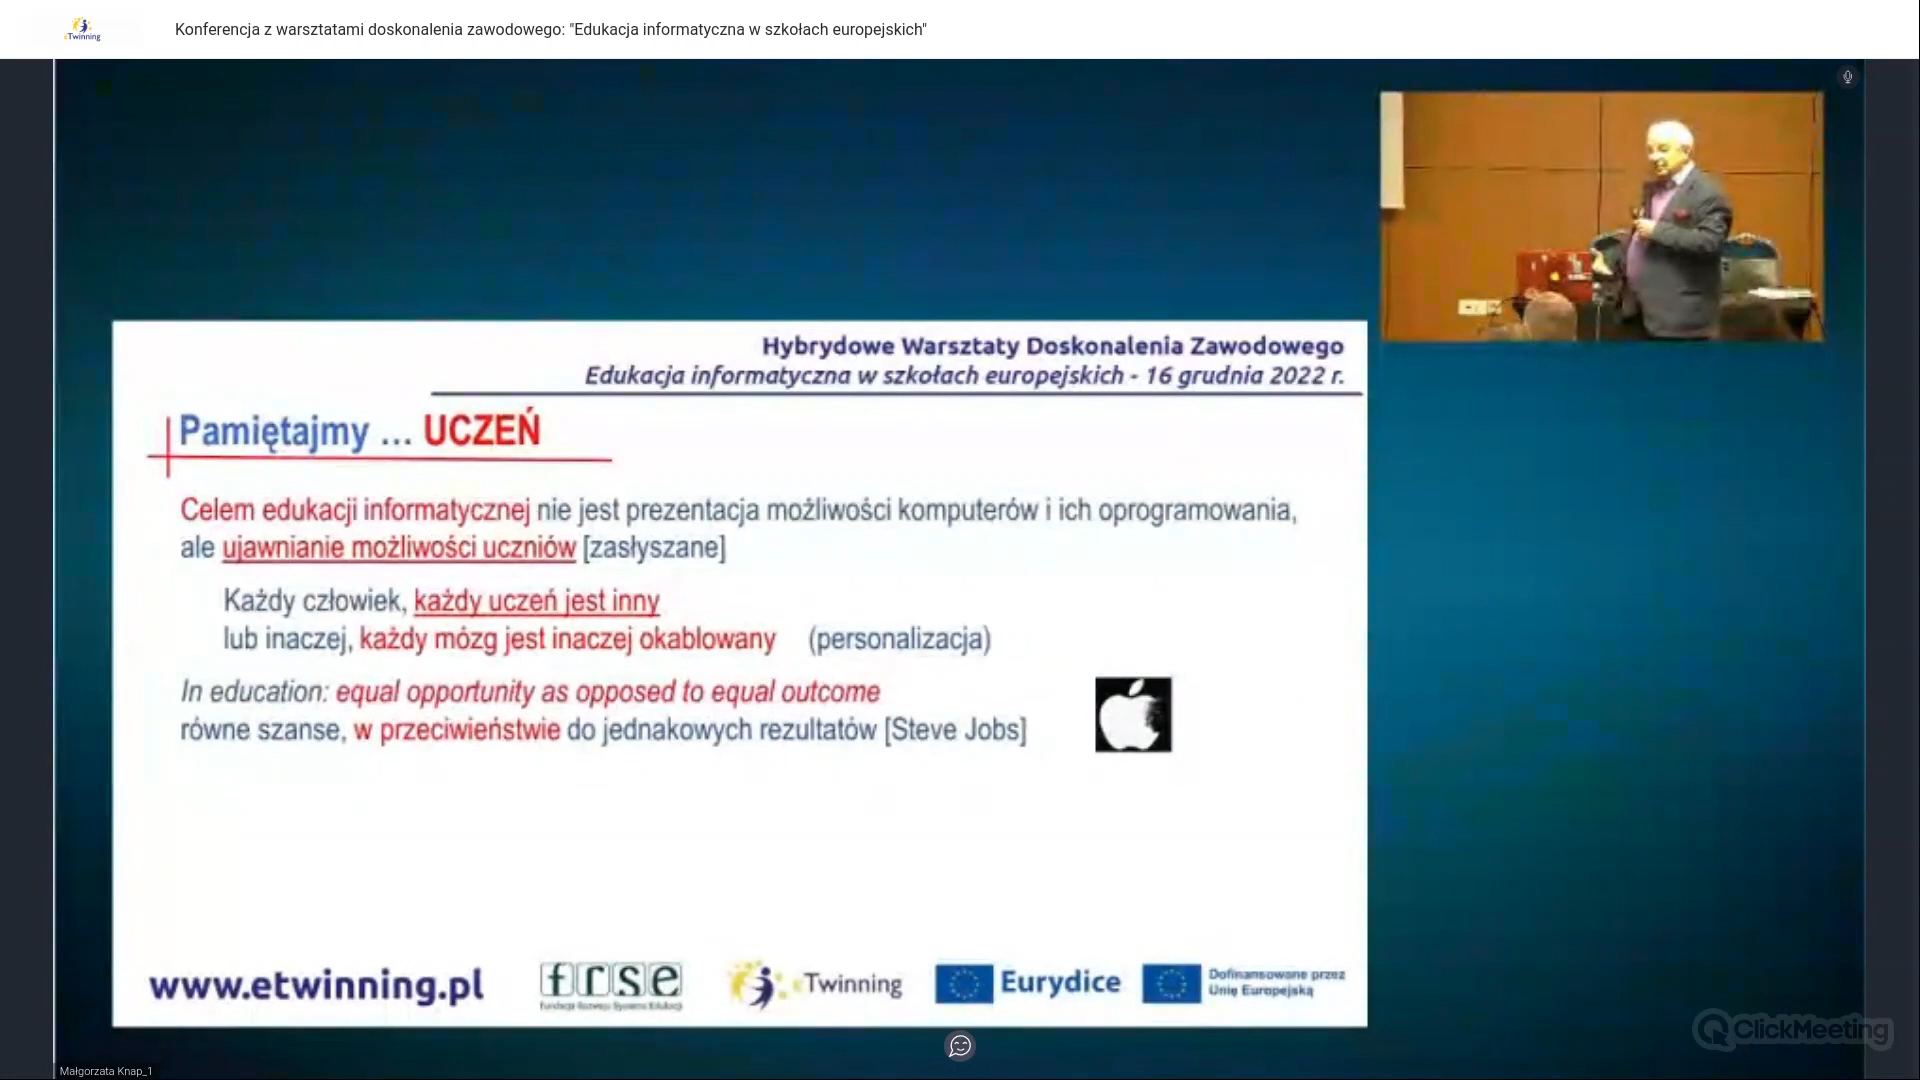 eTwinning
Konferencja z warsztatami doskonalenia zawodowego: "Edukacja informatyczna w szkołach europejskich"
Hybrydowe Warsztaty Doskonalenia Zawodowego
Edukacja informatyczna w szkołach europejskich - 16 grudnia 2022 r.
Pamiętajmy ... UCZEŃ
Celem edukacji informatycznej nie jest prezentacja możliwości komputerów i ich oprogramowania,
ale ujawnianie możliwości uczniów [zasłyszane]
Każdy człowiek, każdy uczeń jest inny
lub inaczej, każdy mózg jest inaczej okablowany (personalizacja)
In education: equal opportunity as opposed to equal outcome
równe szanse, w przeciwieństwie do jednakowych rezultatów [Steve Jobs]
www.etwinning.pl
frse
Fundacja Rozwoju Systemu Edukacji
eTwinning
Eurydice
Dofinansowane przez
Unię Europejską
ClickMeeting
Małgorzata Knap_1